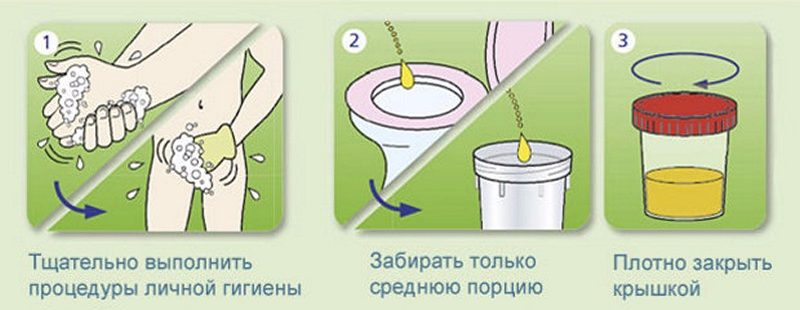 1
2
3
Тщательно выполнить
процедуры личной гигиены
Забирать только
среднюю порцию
Плотно закрыть
крышкой